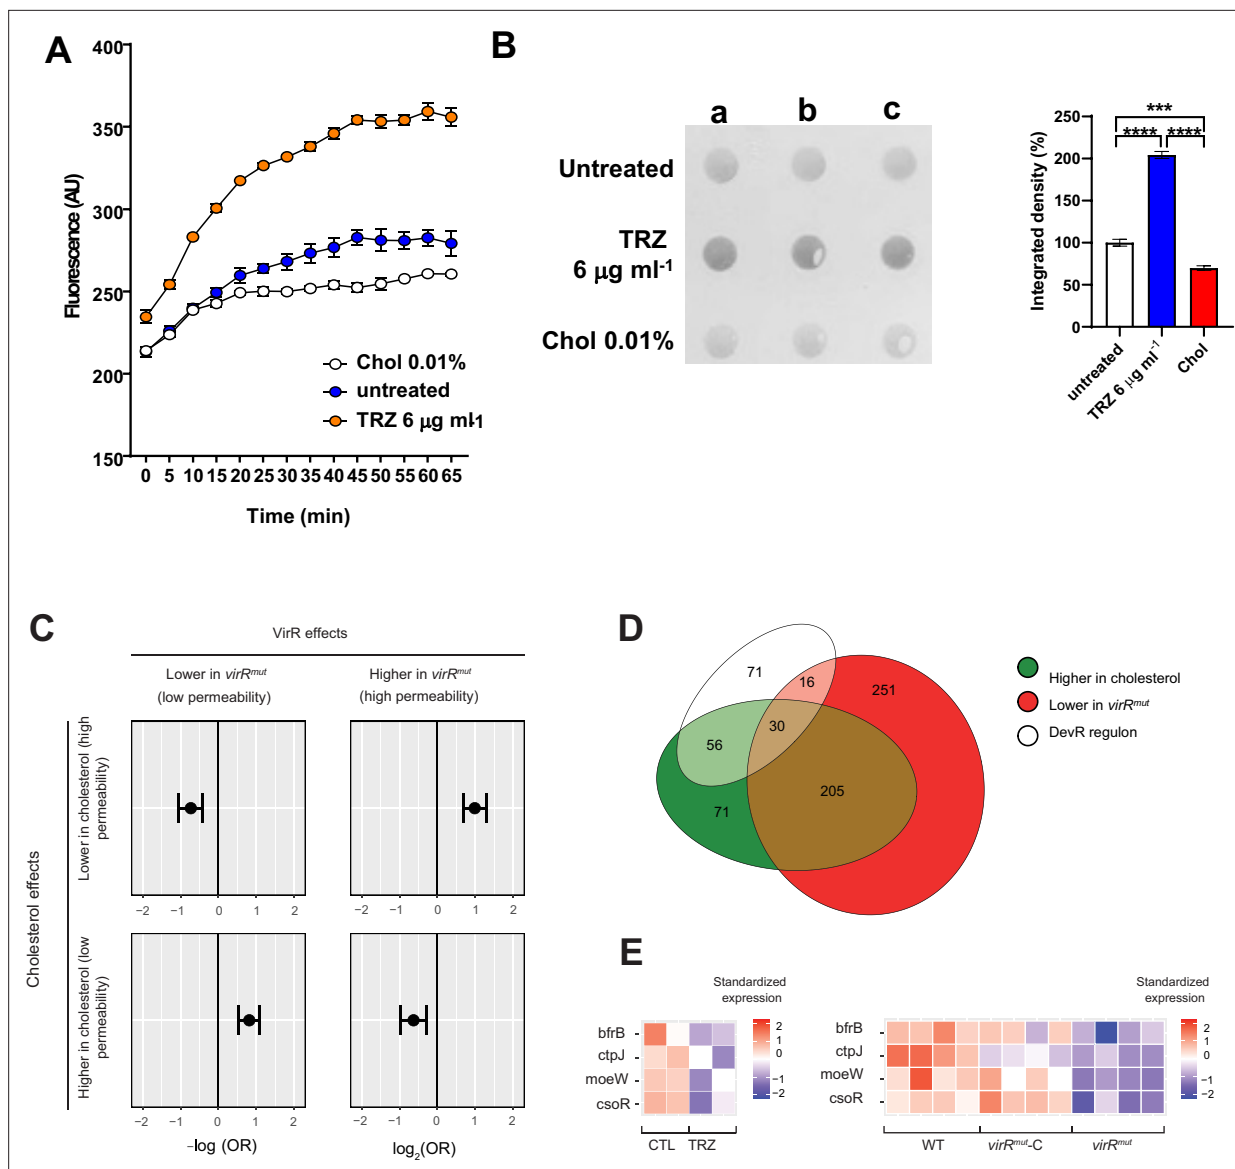 A
400
350
300
250
200
150
Fluorescence (AU)
Chol 0.01%
untreated
TRZ 6 μg ml-1
0 5 10 15 20 25 30 35 40 45 50 55 60 65
Time (min)
B
a b c
Untreated
TRZ
6 μg ml-1
Chol 0.01%
Integrated density (%)
250
200
150
100
50
0
***
**** ****
untreated
TRZ 6 μg ml-1
Chol
C
VirR effects
Lower in virRmut
(low permeability)
Higher in virRmut
(high permeability)
Cholesterol effects
Lower in cholesterol (high
permeability)
Higher in cholesterol (low
permeability)
−2 −1 0 1 2
−2 −1 0 1 2
−2 −1 0 1 2
−2 −1 0 1 2
−log (OR)
log2(OR)
D
71
16
251
30
56
71
205
Higher in cholesterol
Lower in virRmut
DevR regulon
E
Standardized
expression
bfrB
ctpJ
moeW
csoR
2
1
0
−1
−2
CTL TRZ
Standardized
expression
bfrB
ctpJ
moeW
csoR
2
1
0
−1
−2
WT virRmut-C virRmut